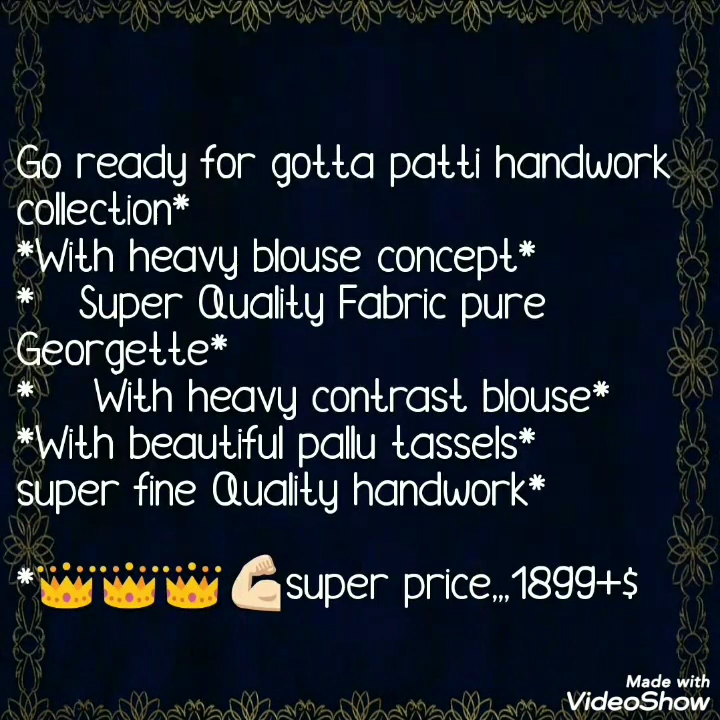 Go ready for gotta patti handwork
collection*
*With heavy blouse concept*
* Super Quality Fabric pure
Georgette*
* With heavy contrast blouse*
*With beautiful pallu tassels*
super fine Quality handwork*
*👑👑👑💪🏻super price,,,1899+$
Made with
VideoShow